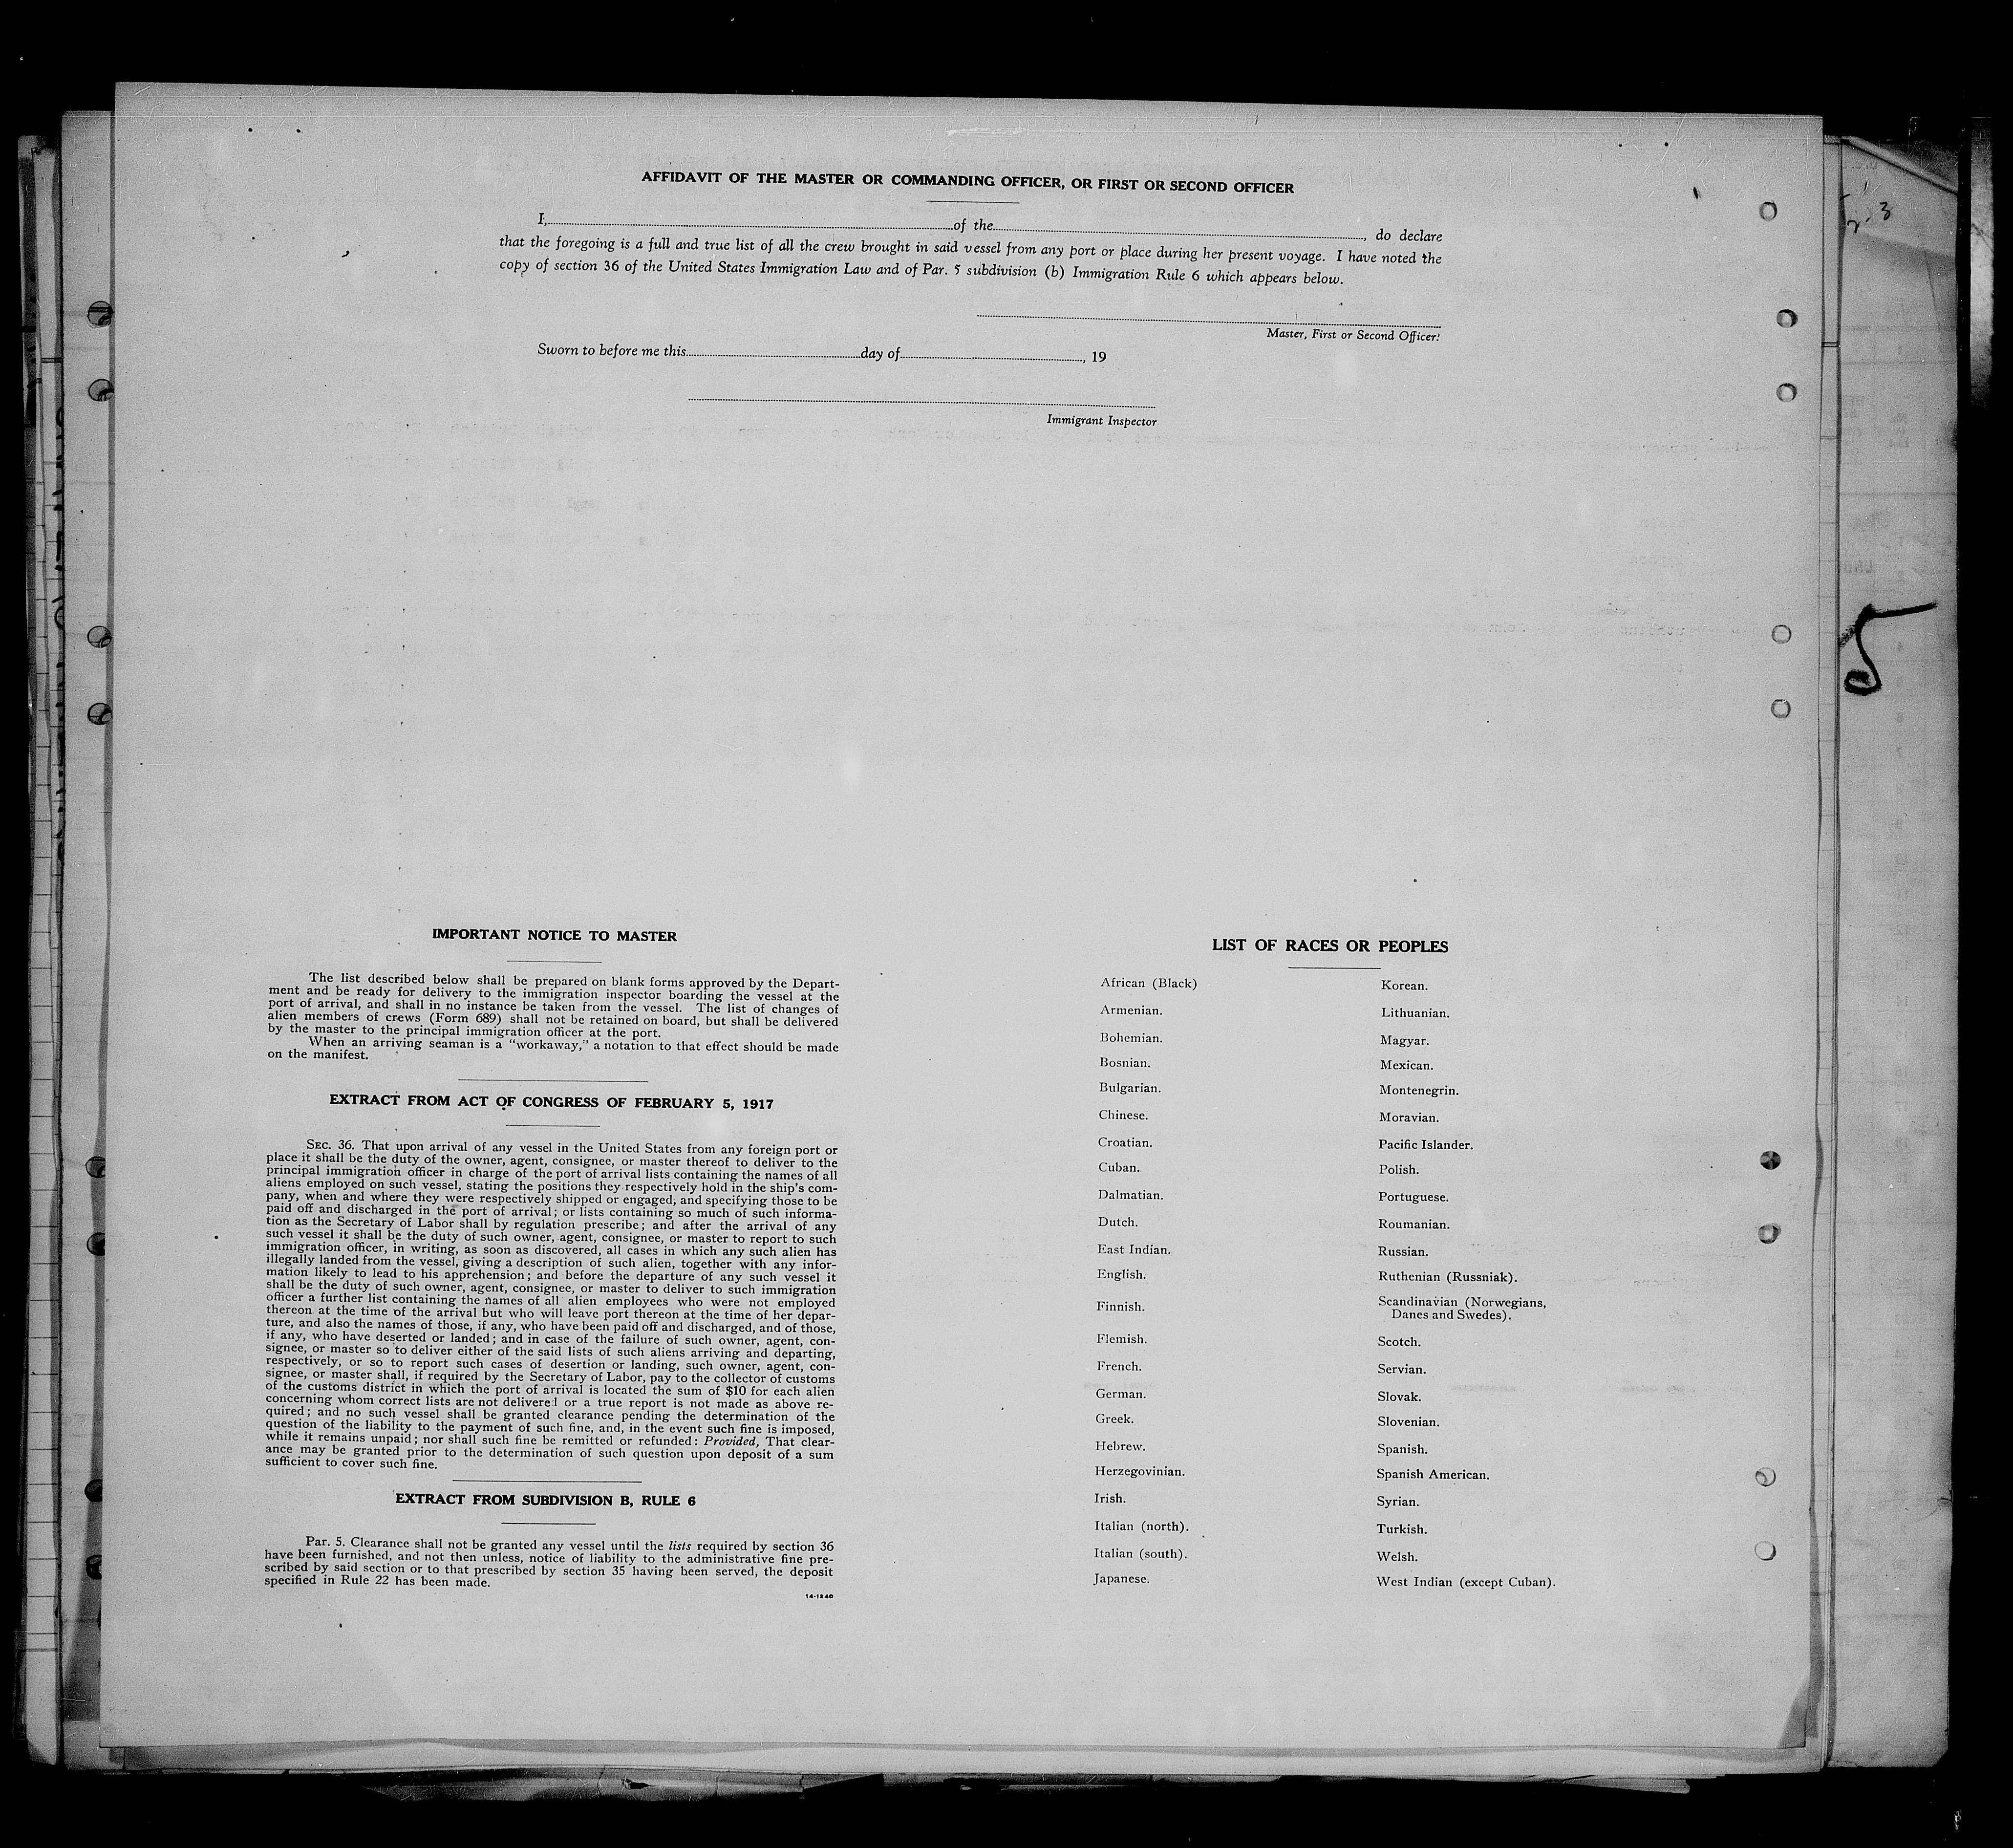 AFFIDAVIT OF THE MASTER OR COMMANDING OFFICER, OR FIRST OR SECOND OFFICER
I, of the , do declare
that the foregoing is a full and true list of all the crew brought in said vessel from any port or place during her present voyage. I have noted the
copy of section 36 of the United States Immigration Law and of Par. 5 subdivision (b) Immigration Rule 6 which appears below.
Master, First or Second Officer.
Sworn to before me this day of , 19
Immigrant Inspector
IMPORTANT NOTICE TO MASTER
The list described below shall be prepared on blank forms approved by the Depart-
ment and be ready for delivery to the immigration inspector boarding the vessel at the
port of arrival, and shall in no instance be taken from the vessel. The list of changes of
alien members of crews (Form 689) shall not be retained on board, but shall be delivered
by the master to the principal immigration officer at the port.
When an arriving seaman is a "workaway," a notation to that effect should be made
on the manifest.
EXTRACT FROM ACT OF CONGRESS OF FEBRUARY 5, 1917
SEC. 36. That upon arrival of any vessel in the United States from any foreign port or
place it shall be the duty of the owner, agent, consignee, or master thereof to deliver to the
principal immigration officer in charge of the port of arrival lists containing the names of all
aliens employed on such vessel, stating the positions they respectively hold in the ship's com-
pany, when and where they were respectively shipped or engaged, and specifying those to be
paid off and discharged in the port of arrival; or lists containing so much of such informa-
tion as the Secretary of Labor shall by regulation prescribe; and after the arrival of any
such vessel it shall be the duty of such owner, agent, consignee, or master to report to such
immigration officer, in writing, as soon as discovered, all cases in which any such alien has
illegally landed from the vessel, giving a description of such alien, together with any infor-
mation likely to lead to his apprehension; and before the departure of any such vessel it
shall be the duty of such owner, agent, consignee, or master to deliver to such immigration
officer a further list containing the names of all alien employees who were not employed
thereon at the time of the arrival but who will leave port thereon at the time of her depar-
ture, and also the names of those, if any, who have been paid off and discharged, and of those,
if any, who have deserted or landed; and in case of the failure of such owner, agent, con-
signee, or master so to deliver either of the said lists of such aliens arriving and departing,
respectively, or so to report such cases of desertion or landing, such owner, agent, con-
signee, or master shall, if required by the Secretary of Labor, pay to the collector of customs
of the customs district in which the port of arrival is located the sum of $10 for each alien
concerning whom correct lists are not delivered or a true report is not made as above re-
quired; and no such vessel shall be granted clearance pending the determination of the
question of the liability to the payment of such fine, and, in the event such fine is imposed,
while it remains unpaid; nor shall such fine be remitted or refunded: Provided, That clear-
ance may be granted prior to the determination of such question upon deposit of a sum
sufficient to cover such fine.
EXTRACT FROM SUBDIVISION B, RULE 6
Par. 5. Clearance shall not be granted any vessel until the lists required by section 36
have been furnished, and not then unless, notice of liability to the administrative fine pre-
scribed by said section or to that prescribed by section 35 having been served, the deposit
specified in Rule 22 has been made.
14-1240
LIST OF RACES OR PEOPLES
African (Black)
Armenian.
Bohemian.
Bosnian.
Bulgarian.
Chinese.
Croatian.
Cuban.
Dalmatian.
Dutch.
East Indian.
English.
Finnish.
Flemish.
French.
German.
Greek.
Hebrew.
Herzegovinian.
Irish.
Italian (north).
Italian (south).
Japanese.
Korean.
Lithuanian.
Magyar.
Mexican.
Montenegrin.
Moravian.
Pacific Islander.
Polish.
Portuguese.
Roumanian.
Russian.
Ruthenian (Russniak).
Scandinavian (Norwegians,
Danes and Swedes).
Scotch.
Servian.
Slovak.
Slovenian.
Spanish.
Spanish American.
Syrian.
Turkish.
Welsh.
West Indian (except Cuban).
5